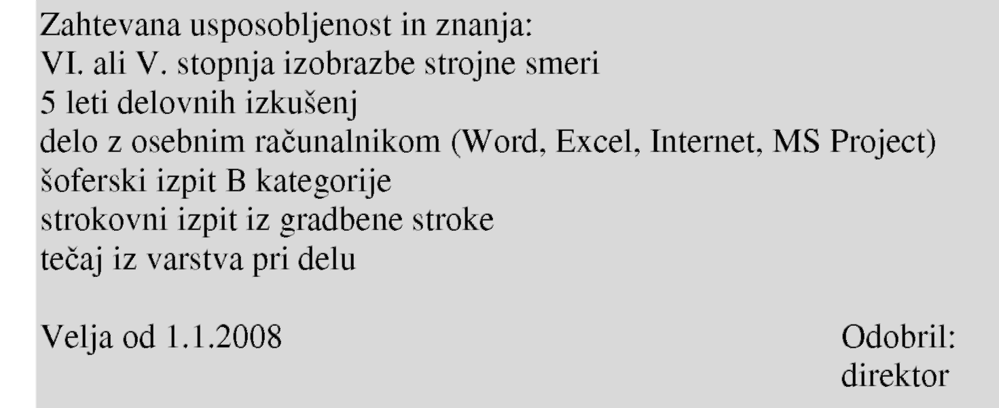 Zahtevana usposobljenost in znanja:
VI. ali V. stopnja izobrazbe strojne smeri
5 leti delovnih izkušenj
delo z osebnim računalnikom (Word, Excel, Internet, MS Project)
šoferski izpit B kategorije
strokovni izpit iz gradbene stroke
tečaj iz varstva pri delu
Velja od 1.1.2008 Odobril:
direktor